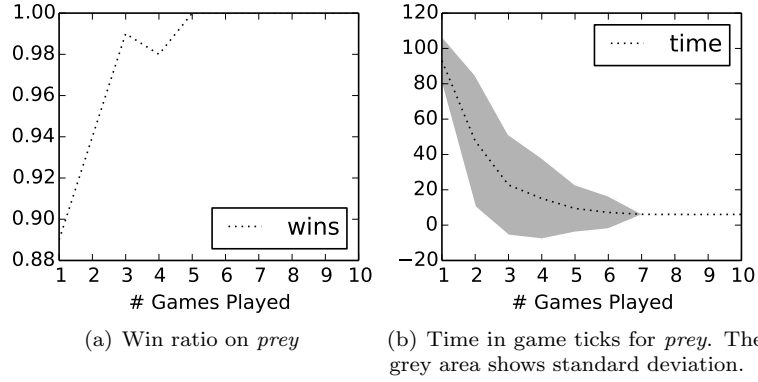 1.00
0.98
0.96
0.94
0.92
0.90
0.88
wins
1 2 3 4 5 6 7 8 9 10
# Games Played
(a) Win ratio on prey
120
100
80
60
40
20
0
−20
time
1 2 3 4 5 6 7 8 9 10
# Games Played
(b) Time in game ticks for prey. The
grey area shows standard deviation.